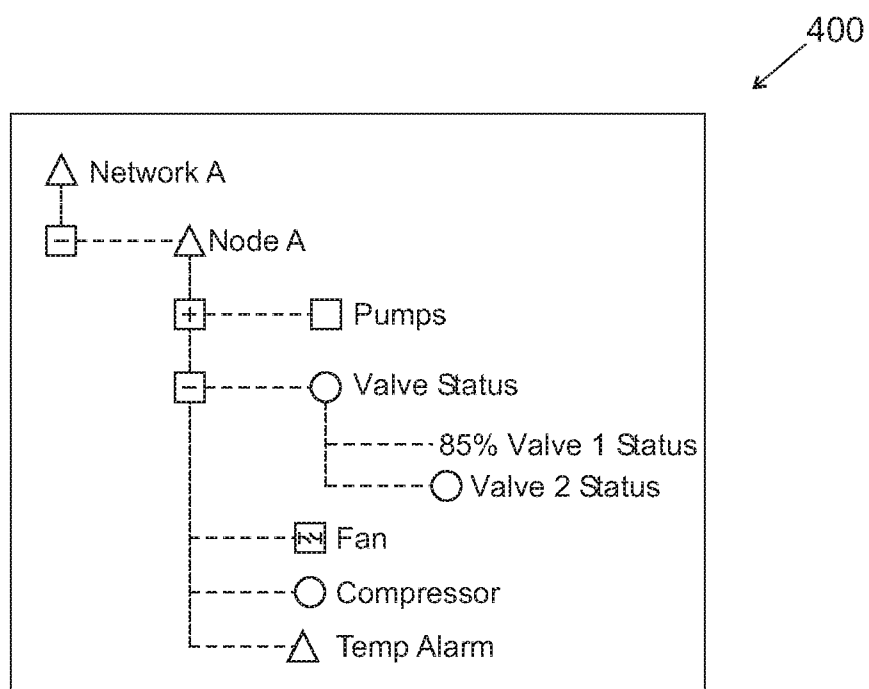 400
Network A
Node A
Pumps
Valve Status
85% Valve 1 Status
Valve 2 Status
Fan
Compressor
Temp Alarm